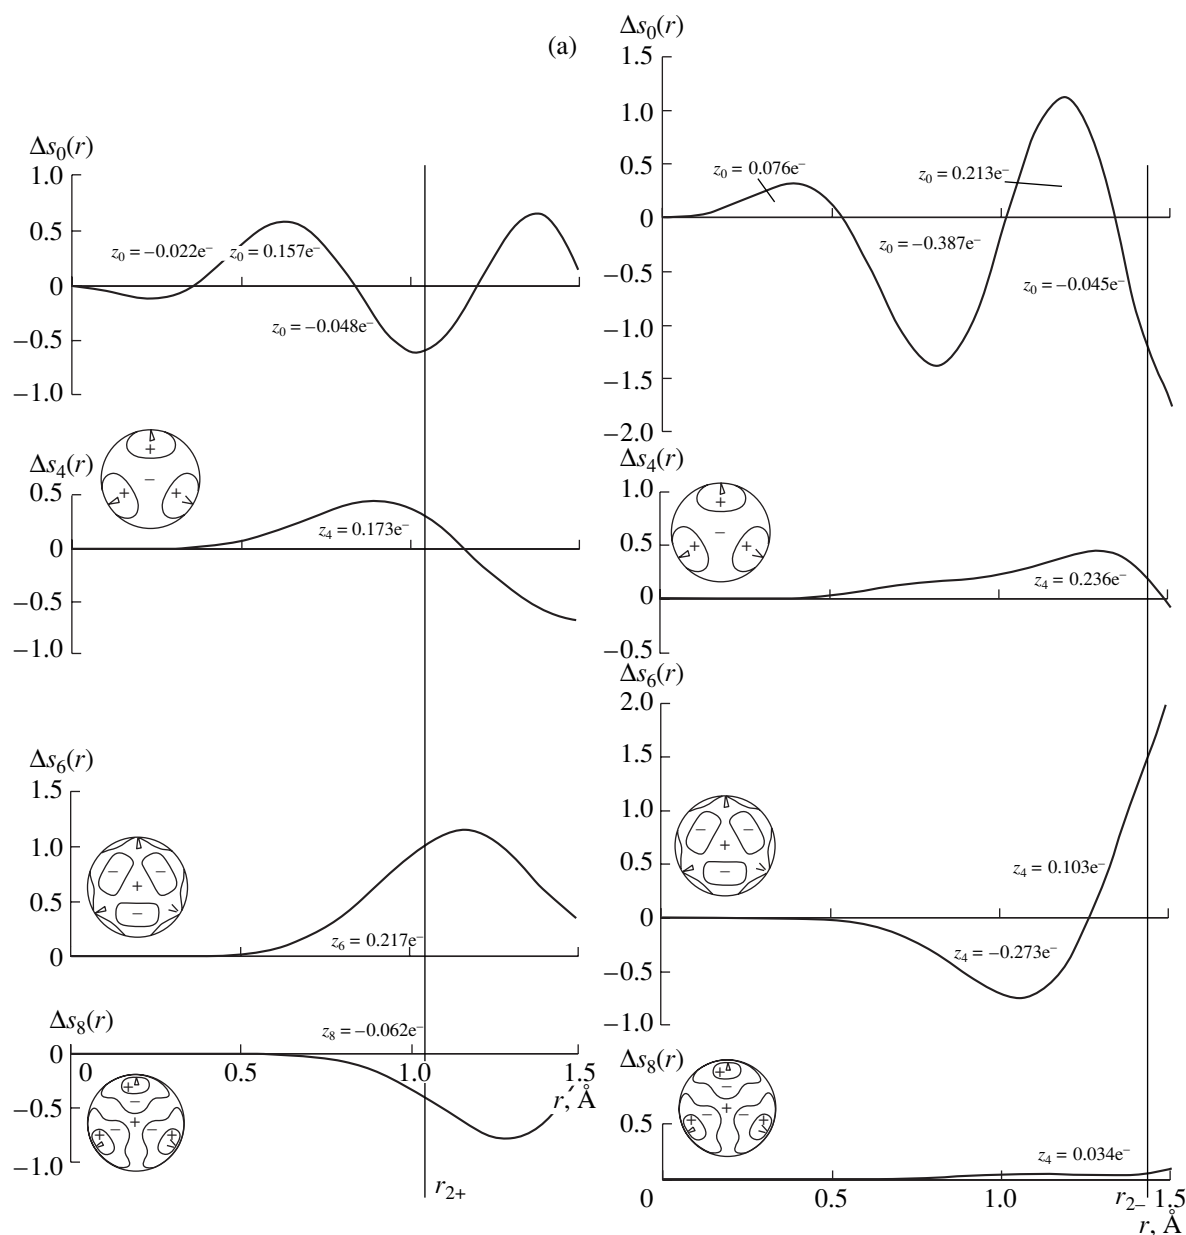 (a)
Δs₀(r)
1.0
0.5
0
−0.5
−1.0
z₀ = −0.022e⁻
z₀ = 0.157e⁻
z₀ = −0.048e⁻
Δs₄(r)
0.5
0
−0.5
−1.0
+
−
+
+
z₄ = 0.173e⁻
Δs₆(r)
1.5
1.0
0.5
0
−
−
+
−
z₆ = 0.217e⁻
Δs₈(r)
0
−0.5
−1.0
z₈ = −0.062e⁻
0
0.5
1.0
1.5
r,′ Å
+
−
+
+
+
−
−
r₂₊
Δs₀(r)
1.5
1.0
0.5
0
−0.5
−1.0
−1.5
−2.0
z₀ = 0.076e⁻
z₀ = 0.213e⁻
z₀ = −0.387e⁻
z₀ = −0.045e⁻
Δs₄(r)
1.0
0.5
0
−0.5
+
−
+
+
z₄ = 0.236e⁻
Δs₆(r)
2.0
1.5
1.0
0.5
0
−0.5
−1.0
−
−
+
−
z₄ = 0.103e⁻
z₄ = −0.273e⁻
Δs₈(r)
0.5
0
+
−
+
+
+
−
−
z₄ = 0.034e⁻
0.5
1.0
r₂₋
1.5
r, Å